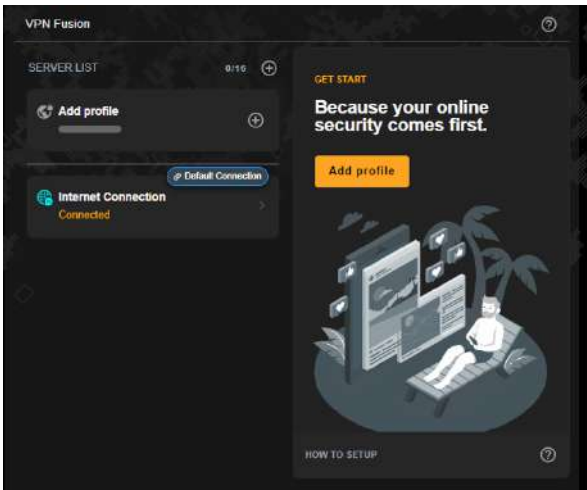 VPN Fusion
SERVER LIST
0/16
Add profile
Default Connection
Internet Connection
Connected
GET START
Because your online
security comes first.
Add profile
HOW TO SETUP